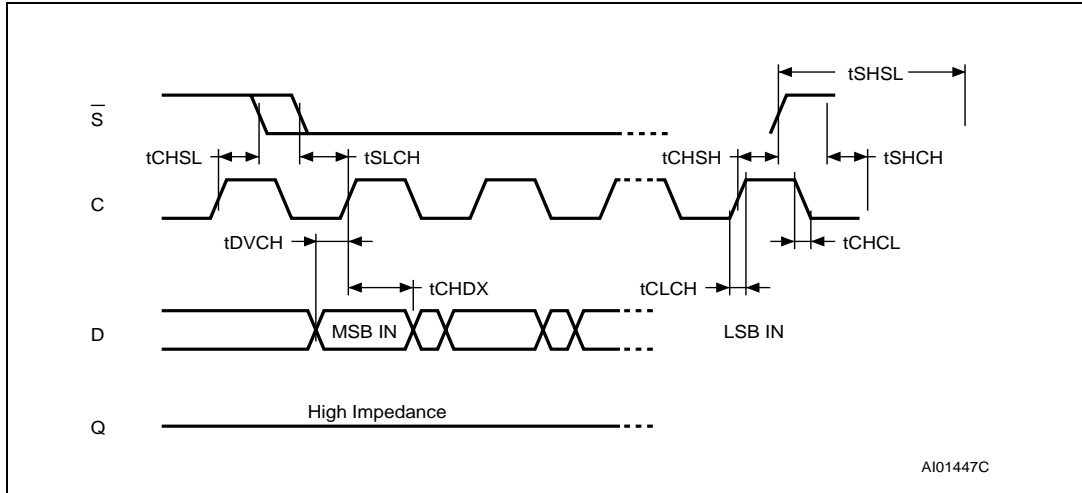 tSHSL
S̅
tCHSL
tSLCH
tCHSH
tSHCH
C
tDVCH
tCHCL
tCHDX
tCLCH
D
MSB IN
LSB IN
High Impedance
Q
AI01447C